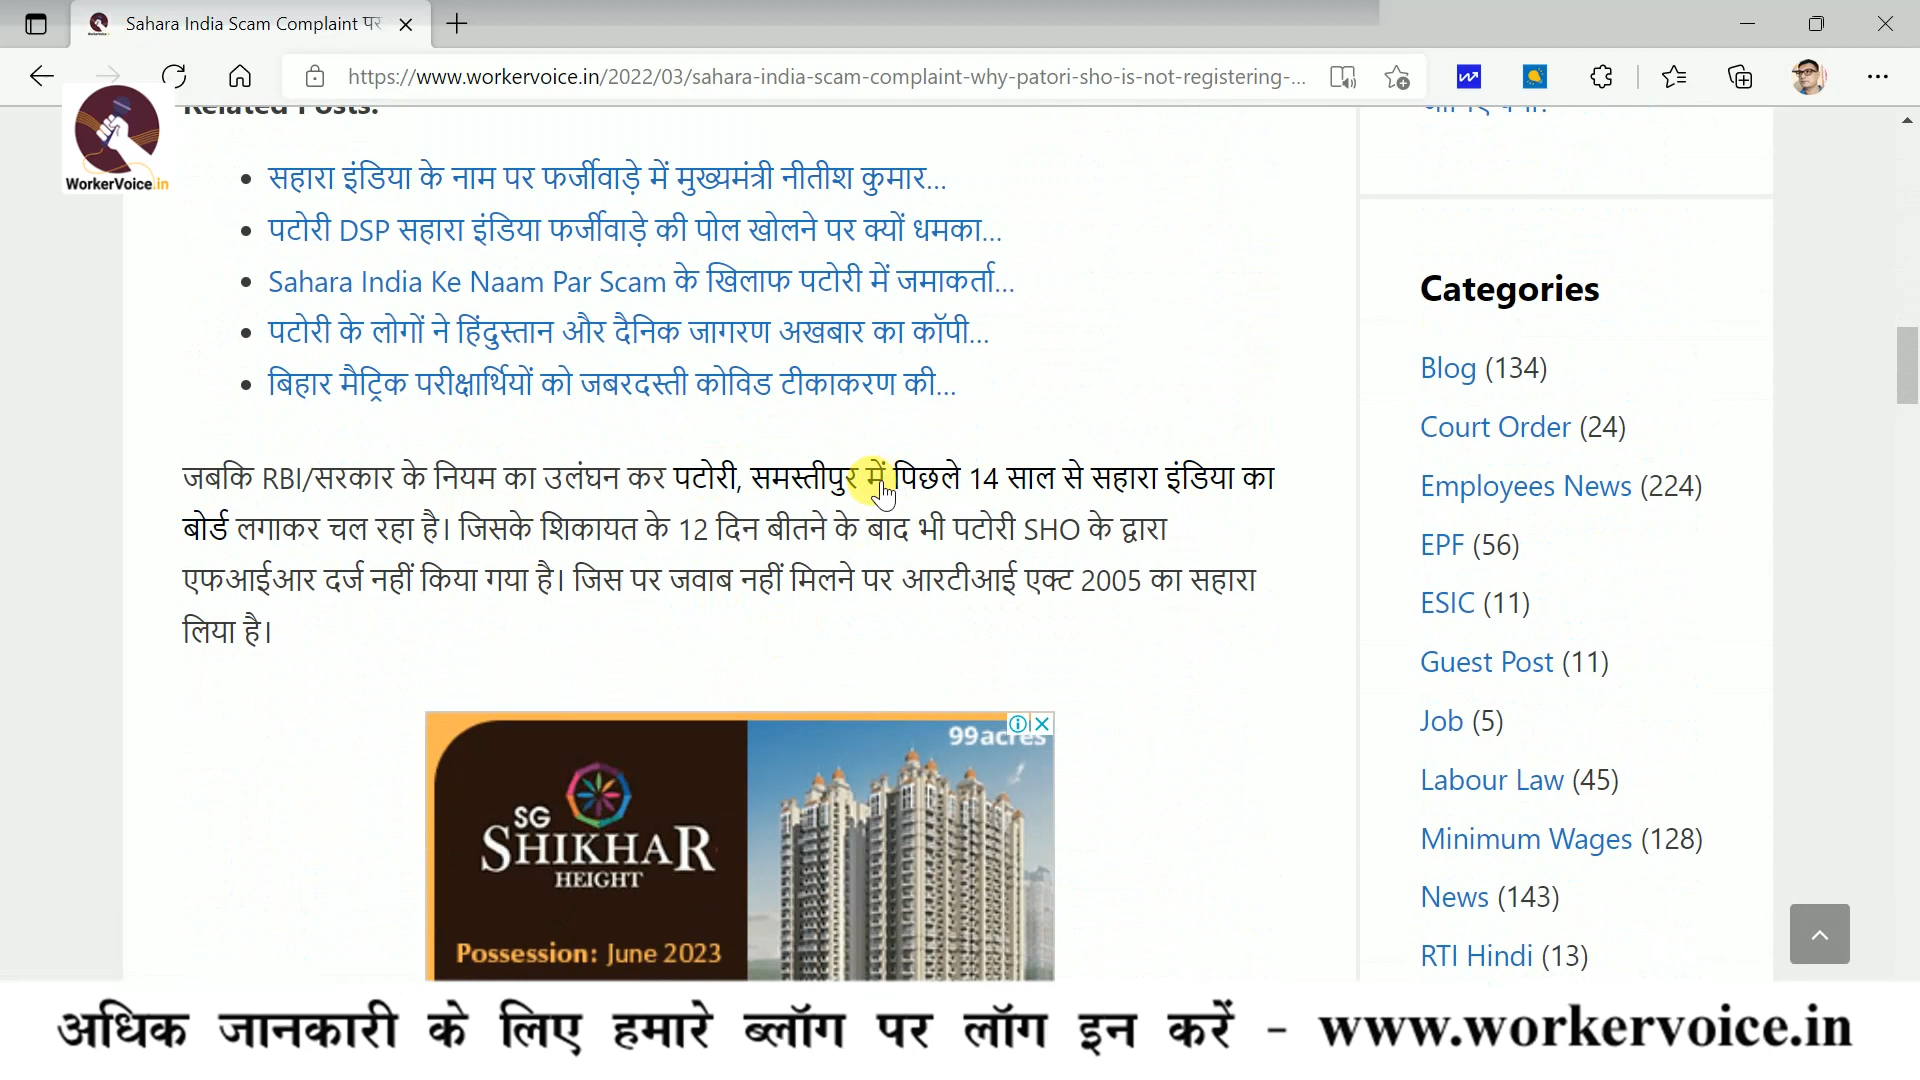 Sahara India Scam Complaint पर
https://www.workervoice.in/2022/03/sahara-india-scam-complaint-why-patori-sho-is-not-registering-...
WorkerVoice.in
Related Posts:
सहारा इंडिया के नाम पर फर्जीवाड़े में मुख्यमंत्री नीतीश कुमार...
पटोरी DSP सहारा इंडिया फर्जीवाड़े की पोल खोलने पर क्यों धमका...
Sahara India Ke Naam Par Scam के खिलाफ पटोरी में जमाकर्ता...
पटोरी के लोगों ने हिंदुस्तान और दैनिक जागरण अखबार का कॉपी...
बिहार मैट्रिक परीक्षार्थियों को जबरदस्ती कोविड टीकाकरण की...
जबकि RBI/सरकार के नियम का उलंघन कर पटोरी, समस्तीपुर में पिछले 14 साल से सहारा इंडिया का
बोर्ड लगाकर चल रहा है। जिसके शिकायत के 12 दिन बीतने के बाद भी पटोरी SHO के द्वारा
एफआईआर दर्ज नहीं किया गया है। जिस पर जवाब नहीं मिलने पर आरटीआई एक्ट 2005 का सहारा
लिया है।
99acres
SG
SHIKHAR
HEIGHT
Possession: June 2023
Categories
Blog (134)
Court Order (24)
Employees News (224)
EPF (56)
ESIC (11)
Guest Post (11)
Job (5)
Labour Law (45)
Minimum Wages (128)
News (143)
RTI Hindi (13)
अधिक जानकारी के लिए हमारे ब्लॉग पर लॉग इन करें - www.workervoice.in